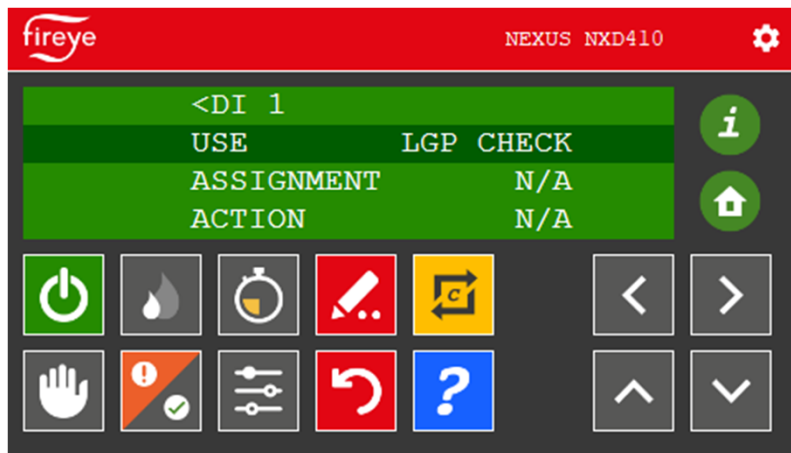 fireye
NEXUS NXD410
<DI 1
USE LGP CHECK
ASSIGNMENT N/A
ACTION N/A
i
C
?